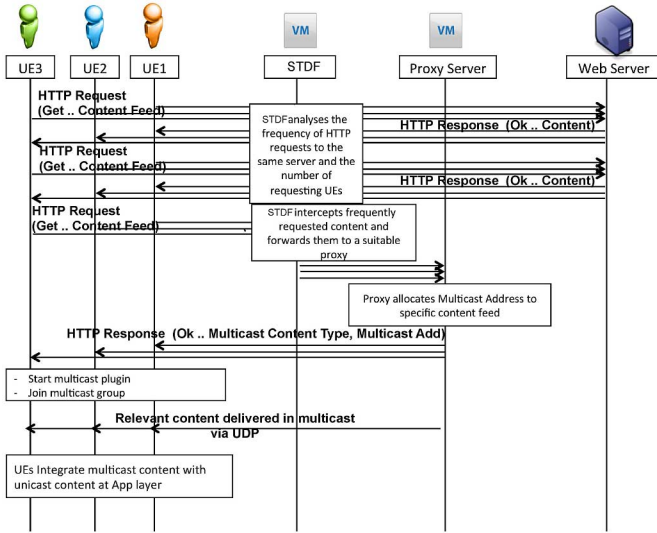 VM
VM
UE3
UE2
UE1
STDF
Proxy Server
Web Server
HTTP Request
(Get .. Content Feed)
STDF analyses the
frequency of HTTP
requests to the
same server and the
number of
requesting UEs
HTTP Response (Ok .. Content)
HTTP Request
(Get .. Content Feed)
HTTP Response (Ok .. Content)
HTTP Request
(Get .. Content Feed)
STDF intercepts frequently
requested content and
forwards them to a suitable
proxy
Proxy allocates Multicast Address to
specific content feed
HTTP Response (Ok .. Multicast Content Type, Multicast Add)
- Start multicast plugin
- Join multicast group
Relevant content delivered in multicast
via UDP
UEs Integrate multicast content with
unicast content at App layer